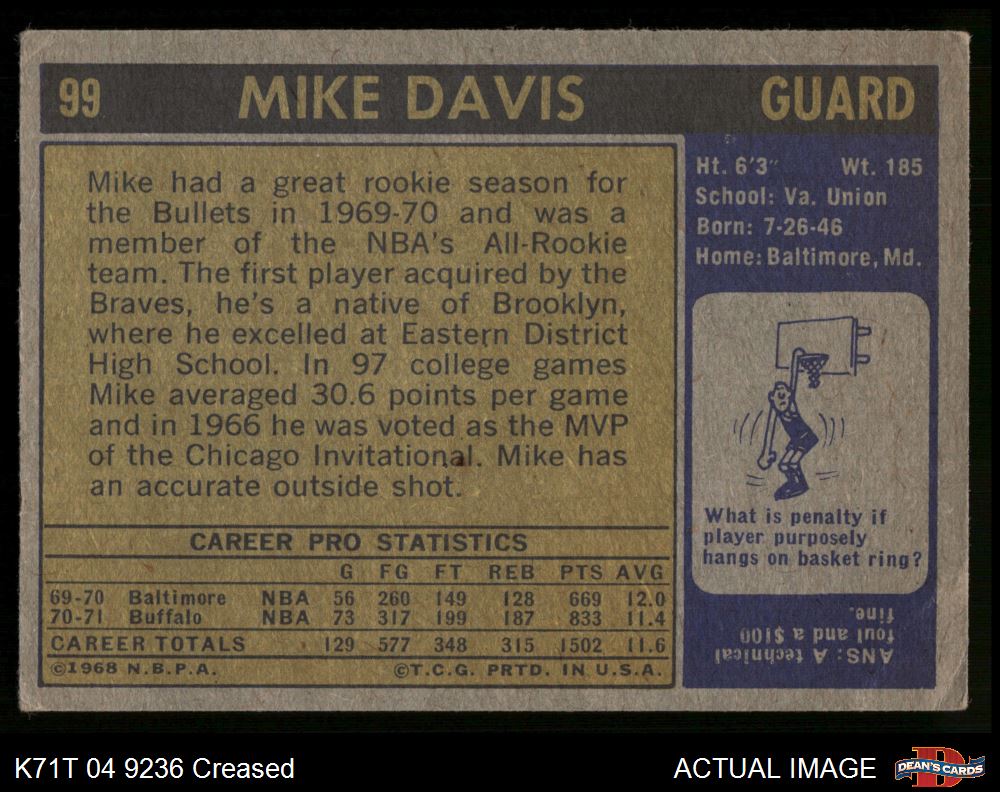 99 MIKE DAVIS GUARD
Mike had a great rookie season for
the Bullets in 1969-70 and was a
member of the NBA's All-Rookie
team. The first player acquired by the
Braves, he's a native of Brooklyn,
where he excelled at Eastern District
High School. In 97 college games
Mike averaged 30.6 points per game
and in 1966 he was voted as the MVP
of the Chicago Invitational. Mike has
an accurate outside shot.
Ht. 6'3" Wt. 185
School: Va. Union
Born: 7-26-46
Home: Baltimore, Md.
What is penalty if
player purposely
hangs on basket ring?
ANS: A technical
foul and a $100
fine.
CAREER PRO STATISTICS
G FG FT REB PTS AVG
69-70 Baltimore NBA 56 260 149 128 669 12.0
70-71 Buffalo NBA 73 317 199 187 833 11.4
CAREER TOTALS 129 577 348 315 1502 11.6
©1968 N.B.P.A. ©T.C.G. PRTD. IN U.S.A.
K71T 04 9236 Creased ACTUAL IMAGE
DEAN'S CARDS